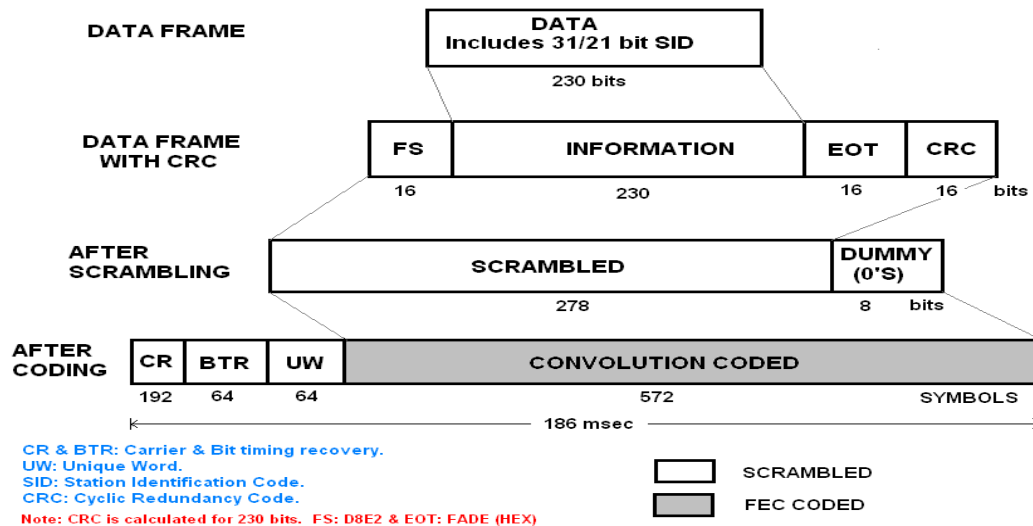 DATA FRAME
DATA
Includes 31/21 bit SID
230 bits
DATA FRAME
WITH CRC
FS
INFORMATION
EOT
CRC
16
230
16
16
bits
AFTER
SCRAMBLING
SCRAMBLED
DUMMY
(0'S)
278
8
bits
AFTER
CODING
CR
BTR
UW
CONVOLUTION CODED
192
64
64
572
SYMBOLS
186 msec
CR & BTR: Carrier & Bit timing recovery.
UW: Unique Word.
SID: Station Identification Code.
CRC: Cyclic Redundancy Code.
Note: CRC is calculated for 230 bits. FS: D8E2 & EOT: FADE (HEX)
SCRAMBLED
FEC CODED